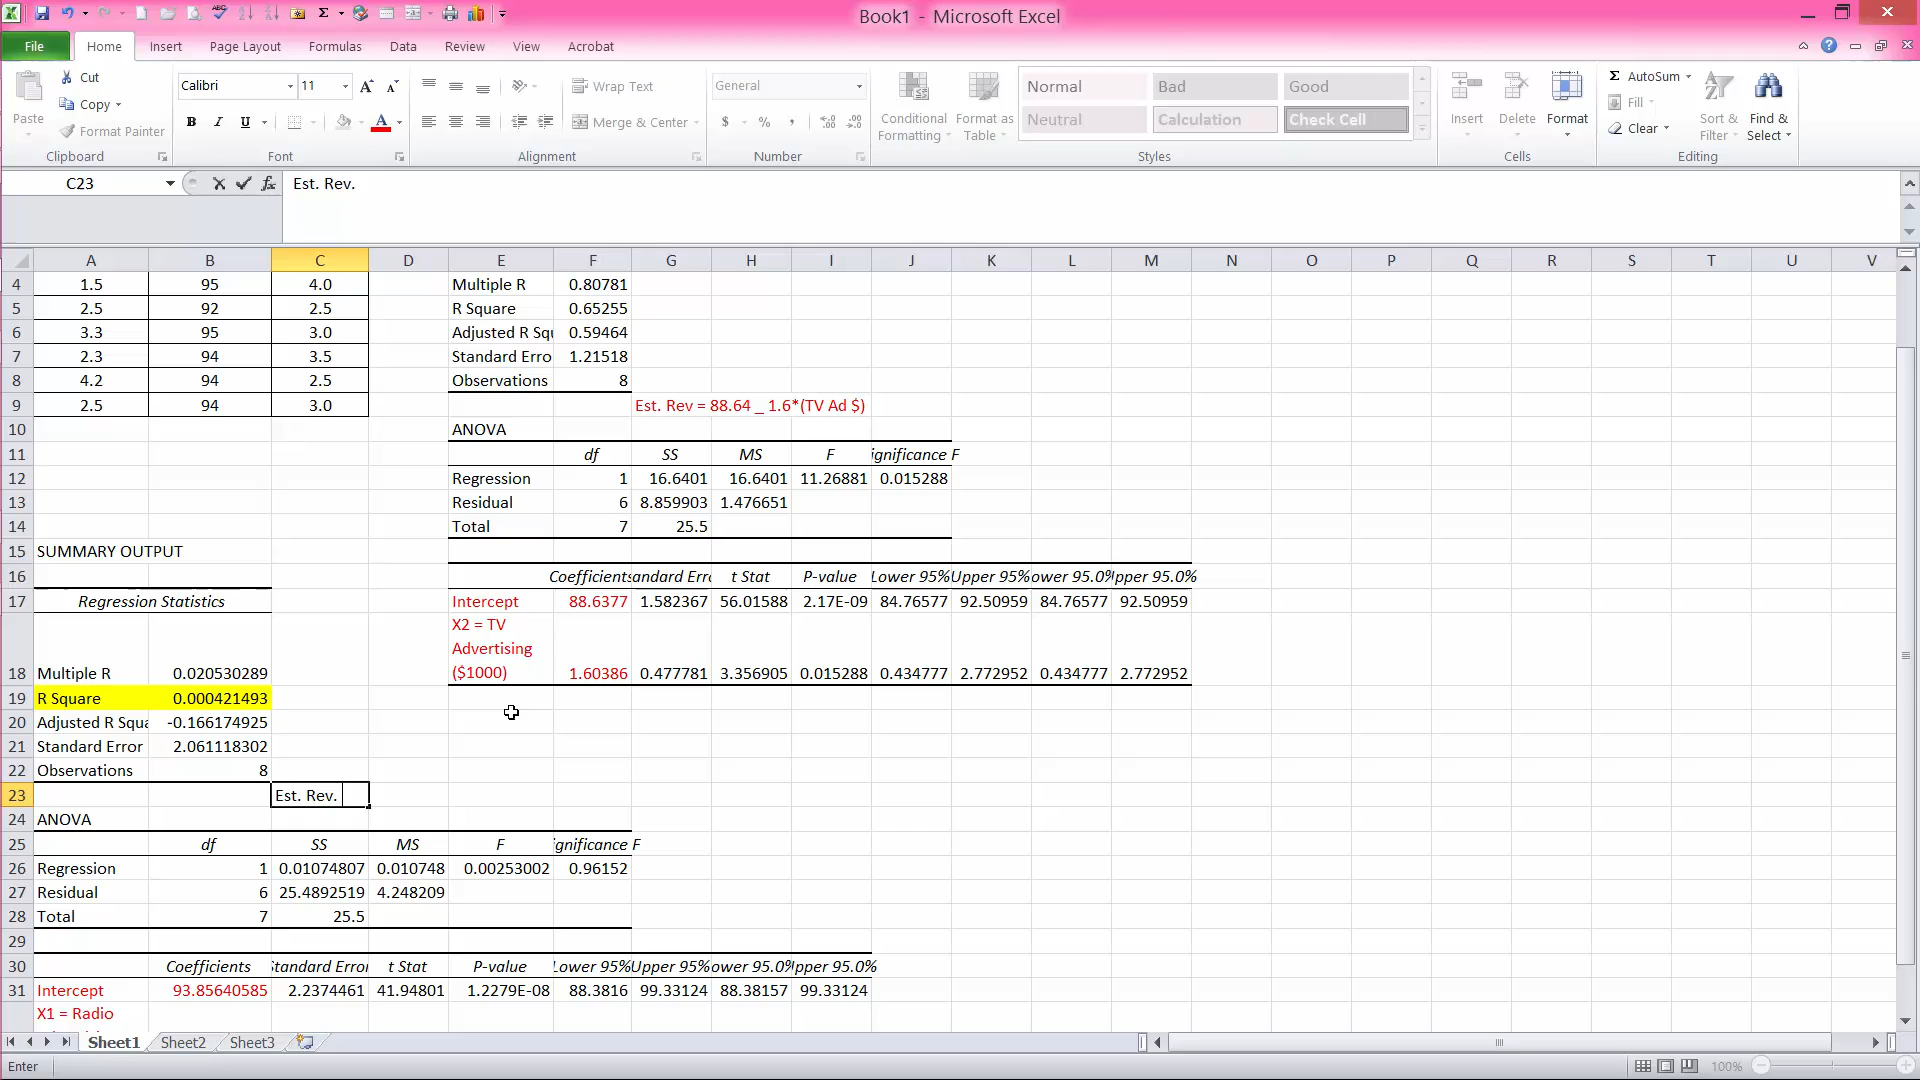 Book1 - Microsoft Excel
File Home Insert Page Layout Formulas Data Review View Acrobat
Cut
Copy
Format Painter
Paste
Clipboard
Calibri 11
B I U
Font
Wrap Text
Merge & Center
Alignment
General
$ % ,
Number
Conditional Formatting
Format as Table
Normal Bad Good
Neutral Calculation Check Cell
Styles
Insert Delete Format
Cells
AutoSum
Fill
Clear
Sort & Filter
Find & Select
Editing
C23 fx Est. Rev.
A B C D E F G H I J K L M N O P Q R S T U V
4 1.5 95 4.0 Multiple R 0.80781
5 2.5 92 2.5 R Square 0.65255
6 3.3 95 3.0 Adjusted R Squ 0.59464
7 2.3 94 3.5 Standard Erro 1.21518
8 4.2 94 2.5 Observations 8
9 2.5 94 3.0 Est. Rev = 88.64 _ 1.6*(TV Ad $)
10 ANOVA
11 df SS MS F ignificance F
12 Regression 1 16.6401 16.6401 11.26881 0.015288
13 Residual 6 8.859903 1.476651
14 Total 7 25.5
15 SUMMARY OUTPUT
16 Coefficients andard Erro t Stat P-value Lower 95% Upper 95% ower 95.0% pper 95.0%
17 Regression Statistics Intercept 88.6377 1.582367 56.01588 2.17E-09 84.76577 92.50959 84.76577 92.50959
X2 = TV
Advertising
18 Multiple R 0.020530289 ($1000) 1.60386 0.477781 3.356905 0.015288 0.434777 2.772952 0.434777 2.772952
19 R Square 0.000421493
20 Adjusted R Squa -0.166174925
21 Standard Error 2.061118302
22 Observations 8
23 Est. Rev.
24 ANOVA
25 df SS MS F ignificance F
26 Regression 1 0.01074807 0.010748 0.00253002 0.96152
27 Residual 6 25.4892519 4.248209
28 Total 7 25.5
29
30 Coefficients Standard Error t Stat P-value Lower 95% Upper 95% ower 95.0% pper 95.0%
31 Intercept 93.85640585 2.2374461 41.94801 1.2279E-08 88.3816 99.33124 88.38157 99.33124
X1 = Radio
Sheet1 Sheet2 Sheet3
Enter 100%